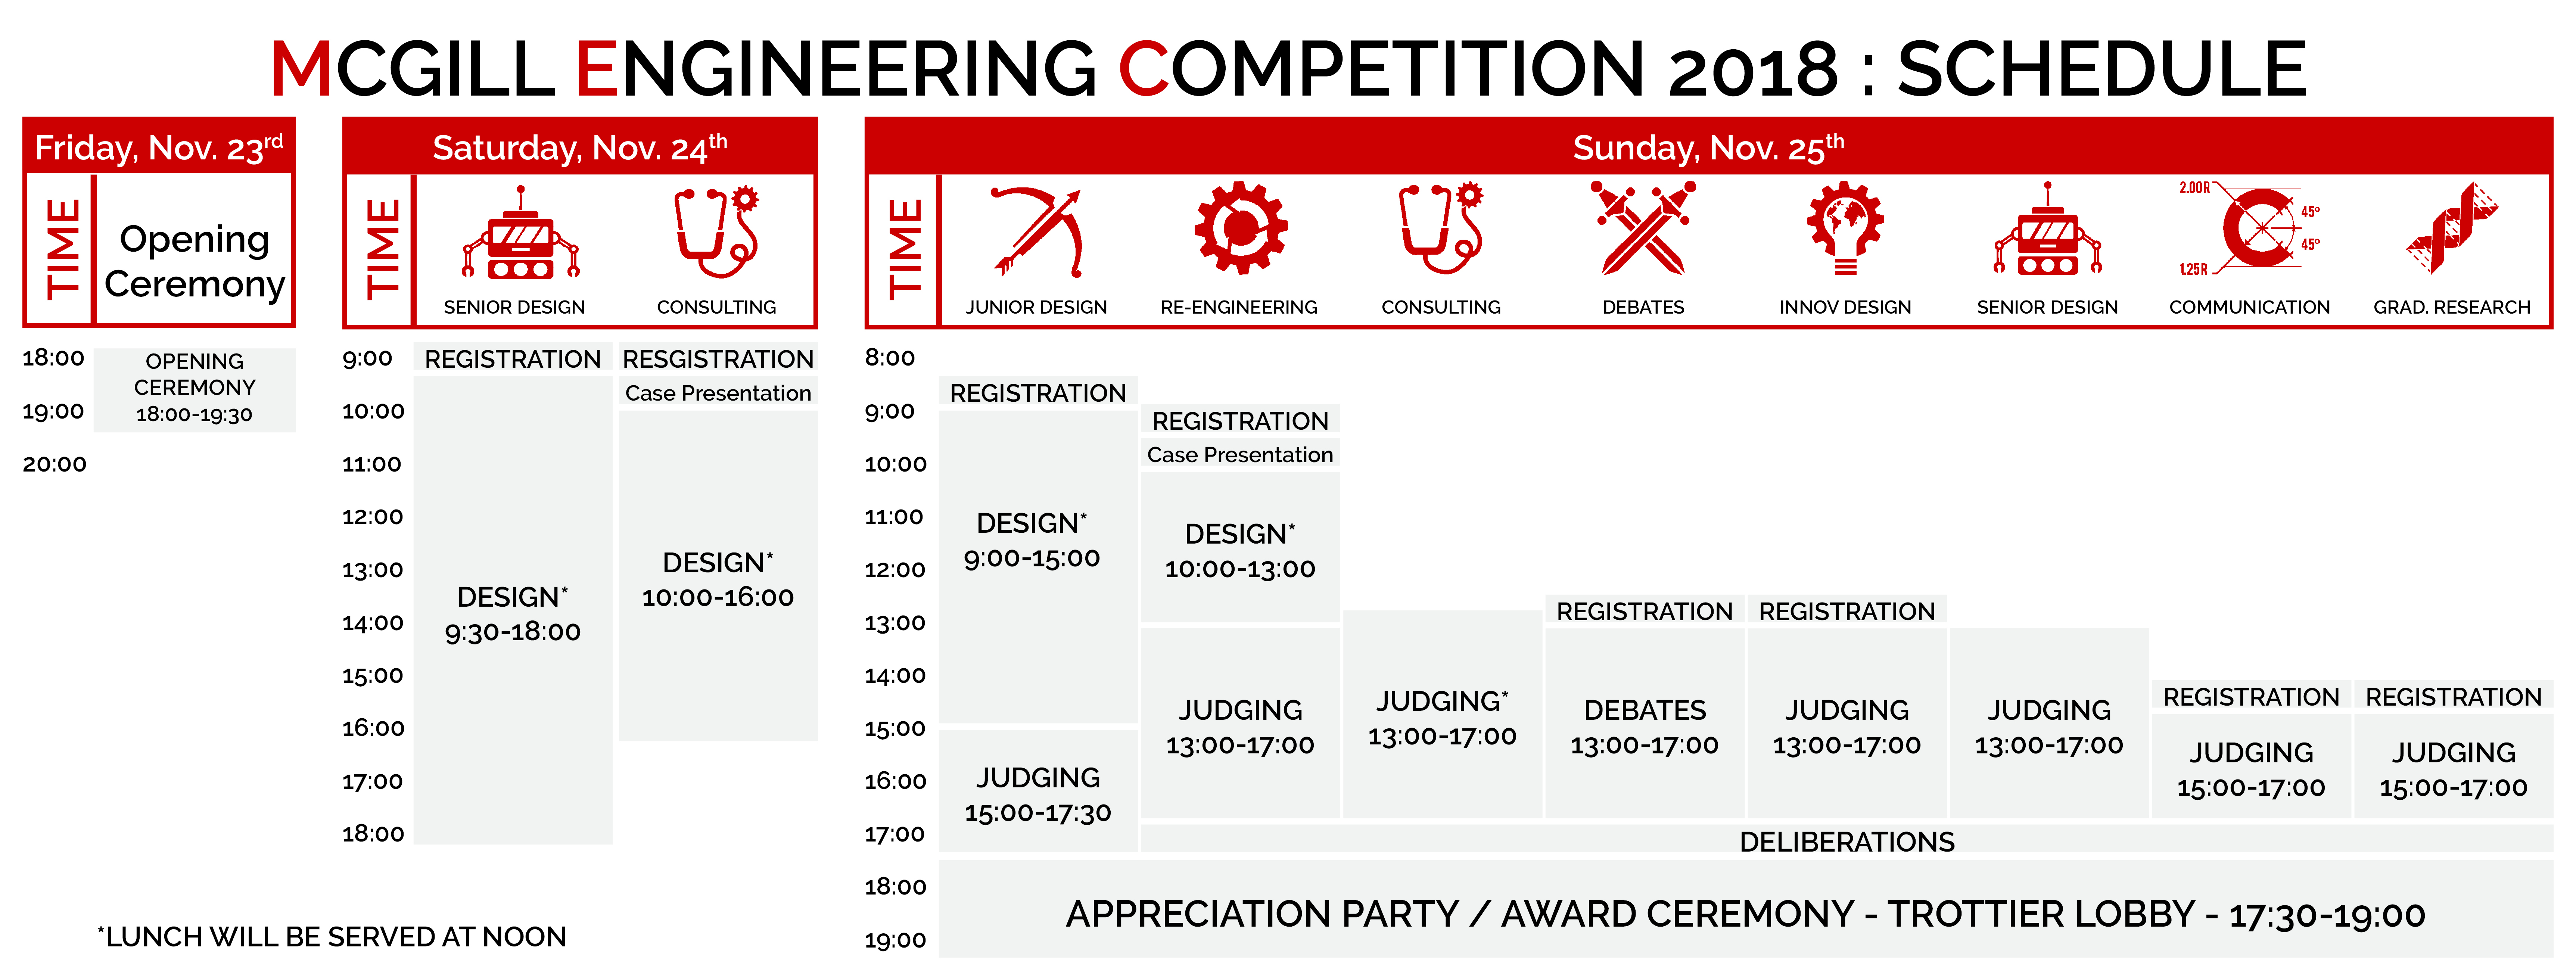 MCGILL ENGINEERING COMPETITION 2018 : SCHEDULE
Friday, Nov. 23rd
TIME
Opening
Ceremony
18:00
19:00
20:00
OPENING
CEREMONY
18:00-19:30
Saturday, Nov. 24th
TIME
SENIOR DESIGN
CONSULTING
9:00
10:00
11:00
12:00
13:00
14:00
15:00
16:00
17:00
18:00
REGISTRATION
DESIGN*
9:30-18:00
RESGISTRATION
Case Presentation
DESIGN*
10:00-16:00
*LUNCH WILL BE SERVED AT NOON
Sunday, Nov. 25th
TIME
JUNIOR DESIGN
RE-ENGINEERING
CONSULTING
DEBATES
INNOV DESIGN
SENIOR DESIGN
2.00R
45°
45°
1.25R
COMMUNICATION
GRAD. RESEARCH
8:00
9:00
10:00
11:00
12:00
13:00
14:00
15:00
16:00
17:00
18:00
19:00
REGISTRATION
DESIGN*
9:00-15:00
JUDGING
15:00-17:30
REGISTRATION
Case Presentation
DESIGN*
10:00-13:00
JUDGING
13:00-17:00
JUDGING*
13:00-17:00
REGISTRATION
DEBATES
13:00-17:00
REGISTRATION
JUDGING
13:00-17:00
JUDGING
13:00-17:00
REGISTRATION
JUDGING
15:00-17:00
REGISTRATION
JUDGING
15:00-17:00
DELIBERATIONS
APPRECIATION PARTY / AWARD CEREMONY - TROTTIER LOBBY - 17:30-19:00